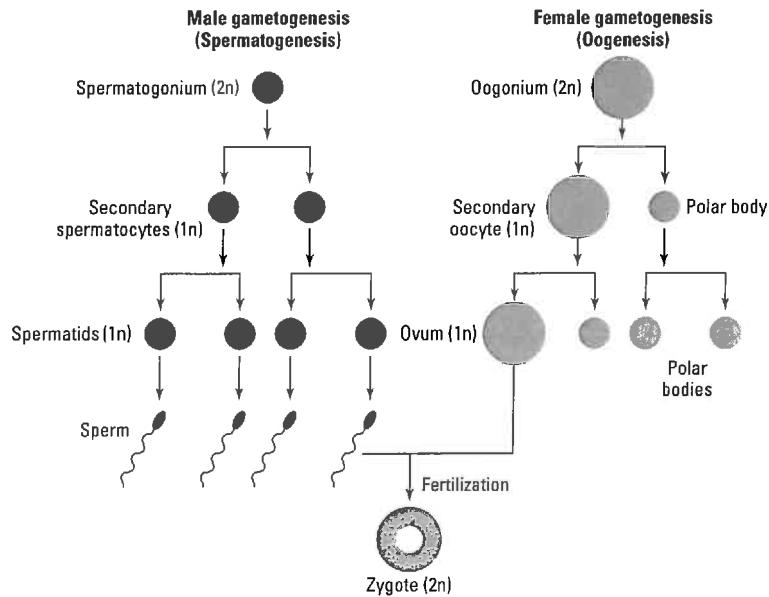 Male gametogenesis
(Spermatogenesis)
Female gametogenesis
(Oogenesis)
Spermatogonium (2n)
Oogonium (2n)
Secondary
spermatocytes (1n)
Secondary
oocyte (1n)
Polar body
Spermatids (1n)
Ovum (1n)
Polar
bodies
Sperm
Fertilization
Zygote (2n)